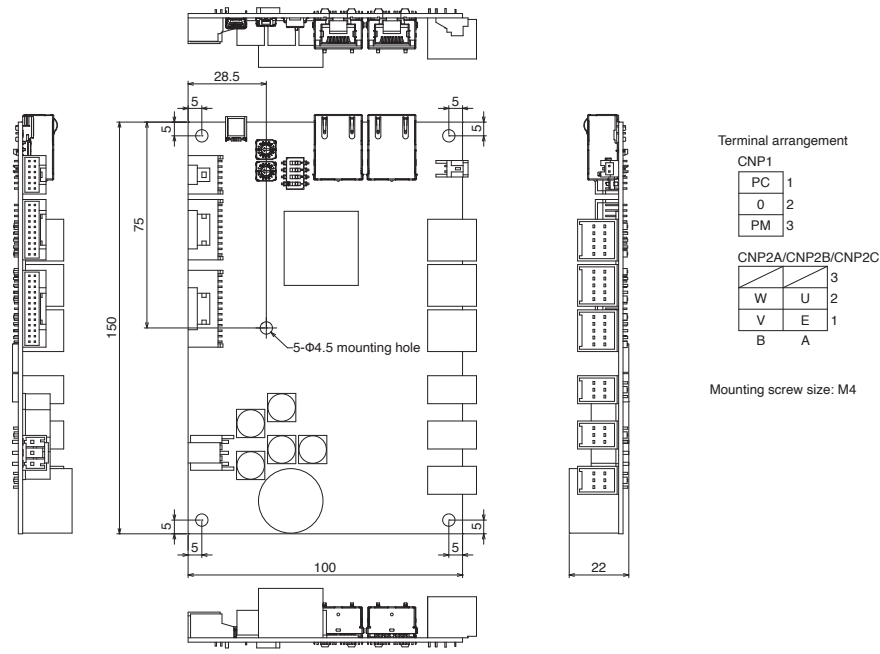 28.5
5
5
5
5
75
150
5-Φ4.5 mounting hole
5
5
5
5
100
22
Terminal arrangement
CNP1
PC 1
0 2
PM 3
CNP2A/CNP2B/CNP2C
3
W U 2
V E 1
B A
Mounting screw size: M4